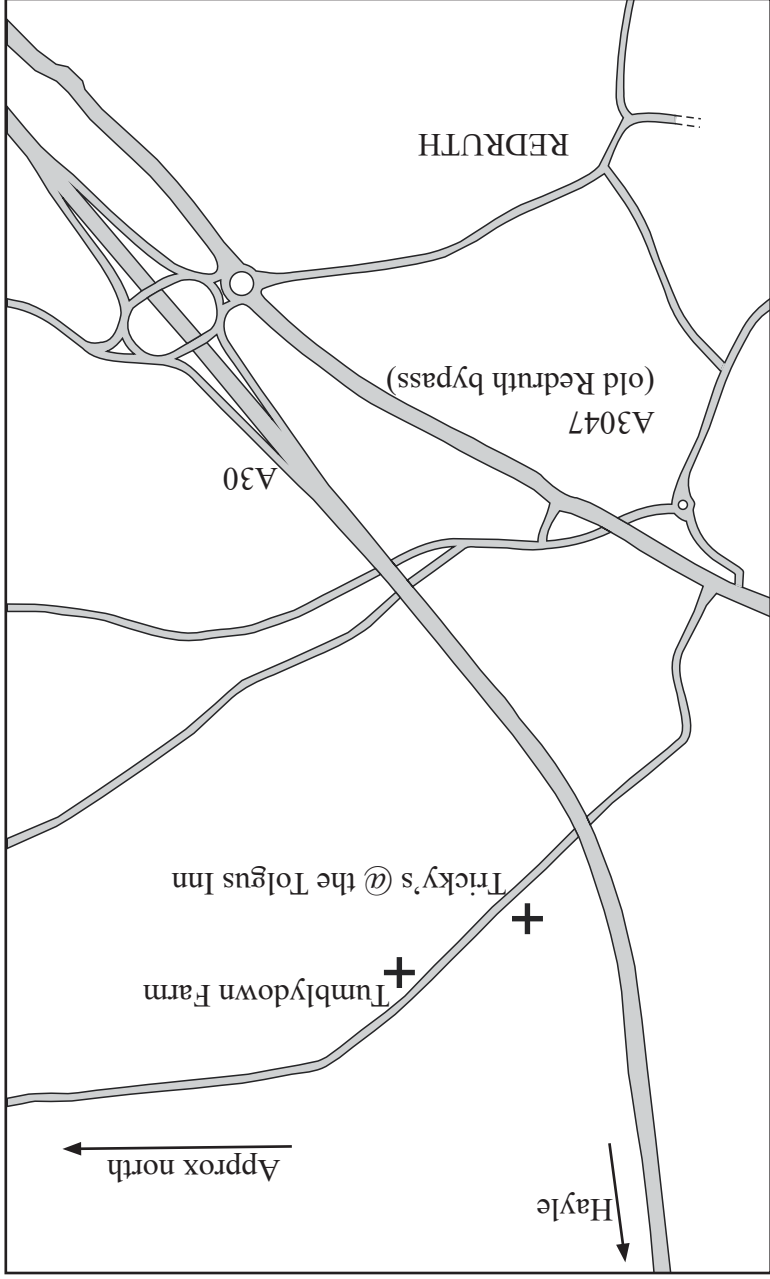 Hayle
Approx north
Tumblydown Farm
Tricky's @ the Tolgus Inn
A30
A3047
(old Redruth bypass)
REDRUTH